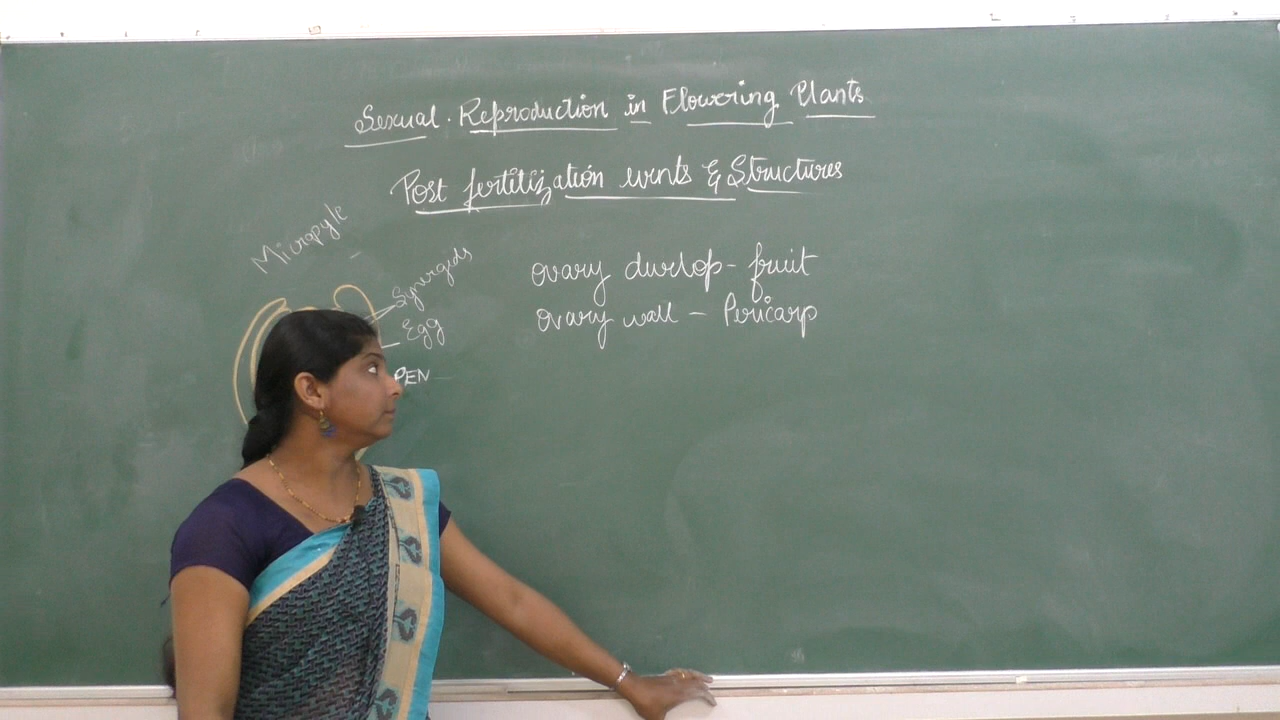 Sexual Reproduction in Flowering Plants
Post fertilization events & Structures
Micropyle
Synergids
Egg
PEN
ovary develop - fruit
ovary wall - Pericarp